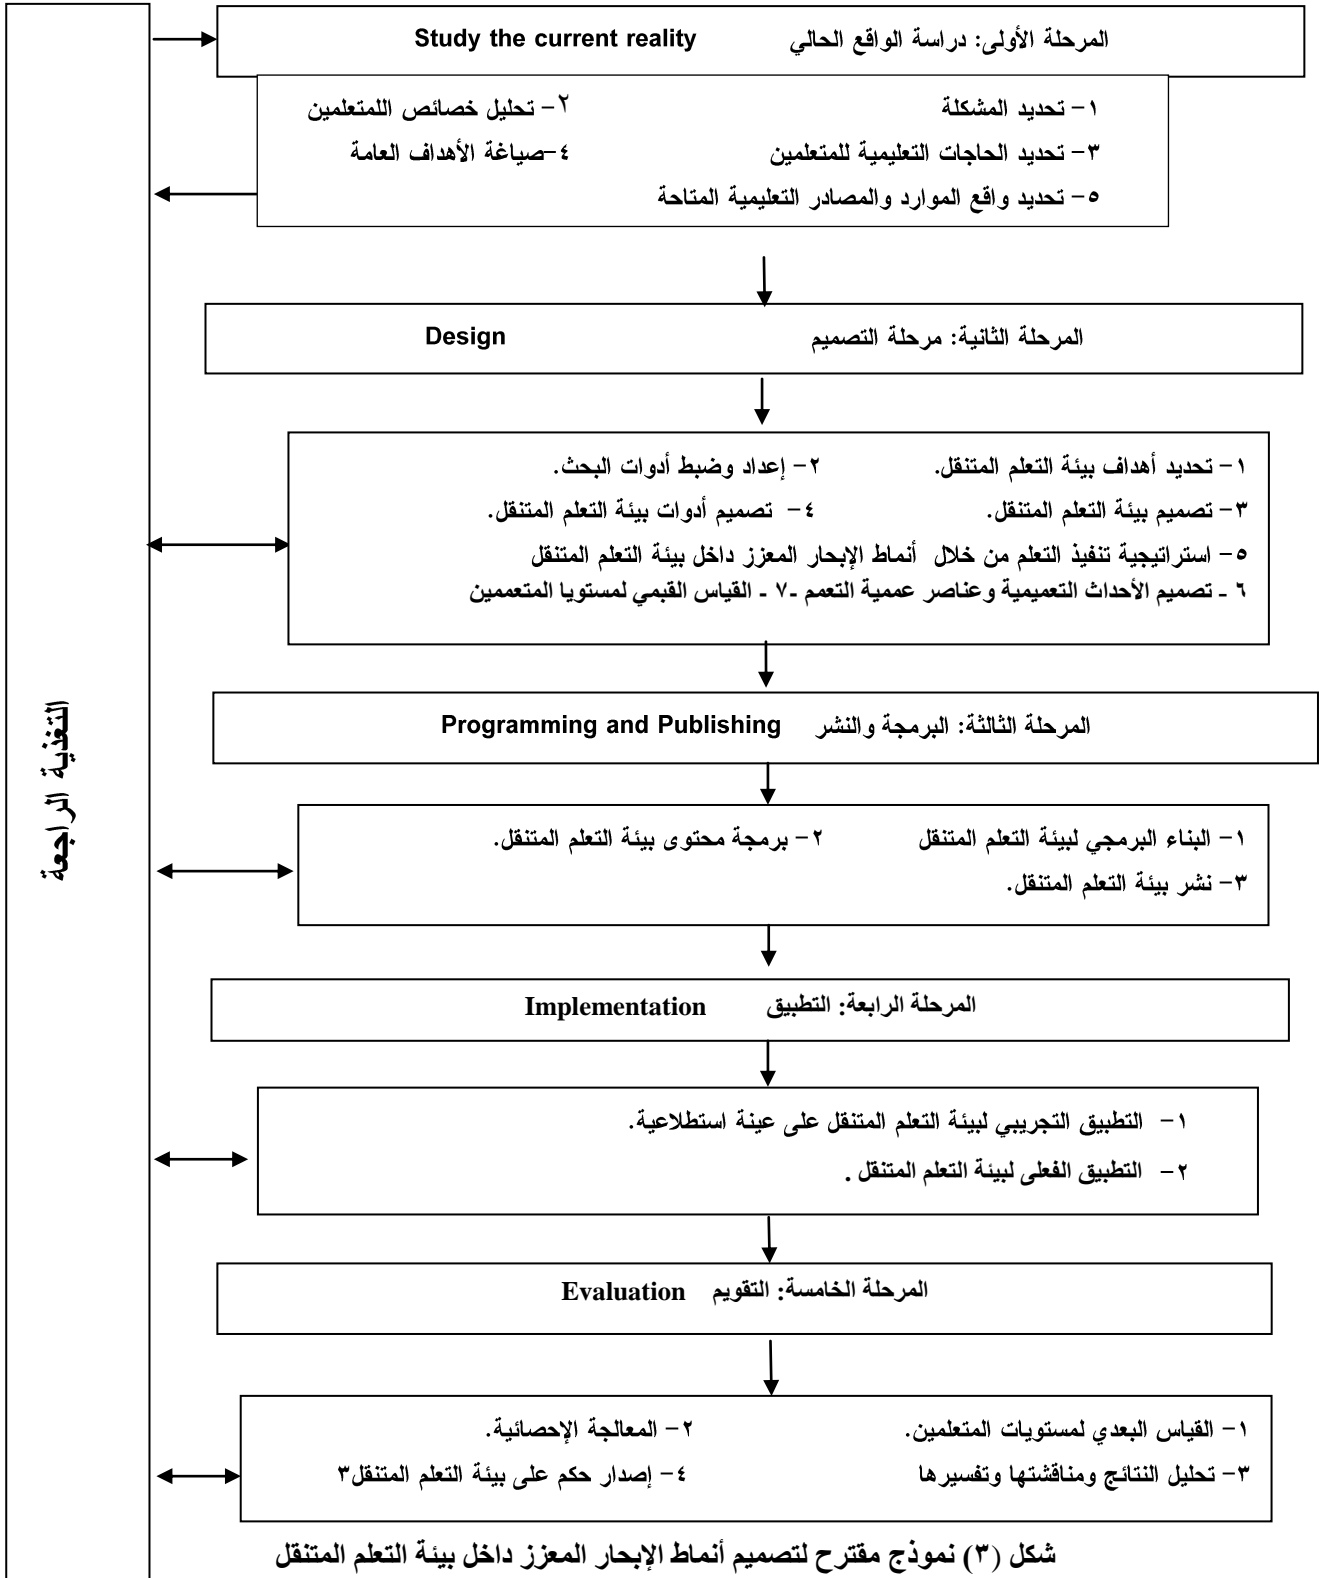 المرحلة الأولى: دراسة الواقع الحالي Study the current reality
١- تحديد المشكلة ٢- تحليل خصائص اللمتعلمين
٣- تحديد الحاجات التعليمية للمتعلمين ٤-صياغة الأهداف العامة
٥- تحديد واقع الموارد والمصادر التعليمية المتاحة
المرحلة الثانية: مرحلة التصميم Design
١- تحديد أهداف بيئة التعلم المتنقل. ٢- إعداد وضبط أدوات البحث.
٣- تصميم بيئة التعلم المتنقل. ٤- تصميم أدوات بيئة التعلم المتنقل.
٥- استراتيجية تنفيذ التعلم من خلال أنماط الإبحار المعزز داخل بيئة التعلم المتنقل
٦ - تصميم الأحداث التعميمية وعناصر عممية التعمم -٧ - القياس القبمي لمستويا المتعممين
المرحلة الثالثة: البرمجة والنشر Programming and Publishing
١- البناء البرمجي لبيئة التعلم المتنقل ٢- برمجة محتوى بيئة التعلم المتنقل.
٣- نشر بيئة التعلم المتنقل.
المرحلة الرابعة: التطبيق Implementation
١- التطبيق التجريبي لبيئة التعلم المتنقل على عينة استطلاعية.
٢- التطبيق الفعلى لبيئة التعلم المتنقل .
المرحلة الخامسة: التقويم Evaluation
١- القياس البعدي لمستويات المتعلمين. ٢- المعالجة الإحصائية.
٣- تحليل النتائج ومناقشتها وتفسيرها ٤- إصدار حكم على بيئة التعلم المتنقل٣
التغذية الراجعة
شكل (٣) نموذج مقترح لتصميم أنماط الإبحار المعزز داخل بيئة التعلم المتنقل